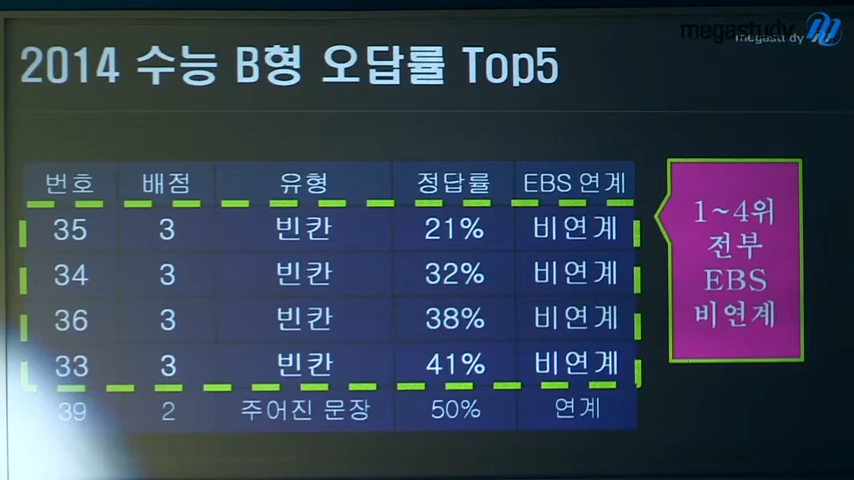 megastudy
megastudy
2014 수능 B형 오답률 Top5
번호 배점 유형 정답률 EBS 연계
35 3 빈칸 21% 비연계
34 3 빈칸 32% 비연계
36 3 빈칸 38% 비연계
33 3 빈칸 41% 비연계
39 2 주어진 문장 50% 연계
1~4위
전부
EBS
비연계